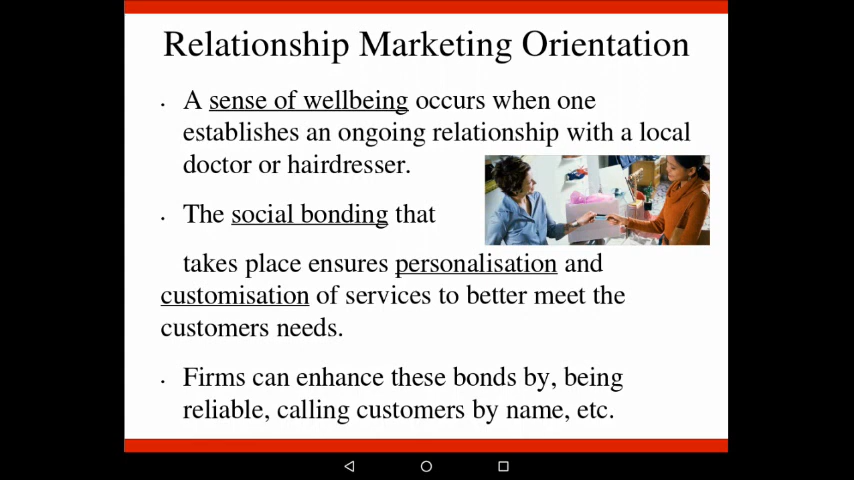 Relationship Marketing Orientation
· A sense of wellbeing occurs when one
establishes an ongoing relationship with a local
doctor or hairdresser.
· The social bonding that
takes place ensures personalisation and
customisation of services to better meet the
customers needs.
· Firms can enhance these bonds by, being
reliable, calling customers by name, etc.